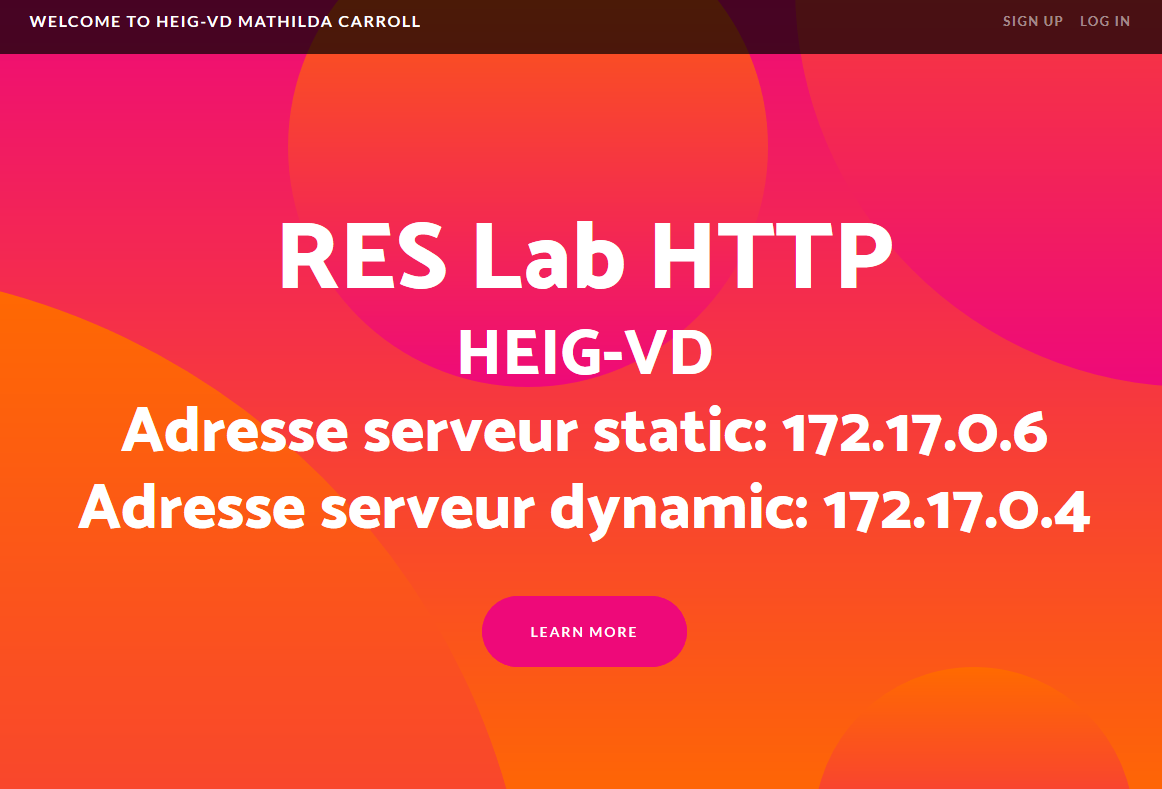 WELCOME TO HEIG-VD MATHILDA CARROLL
SIGN UP LOG IN
RES Lab HTTP
HEIG-VD
Adresse serveur static: 172.17.0.6
Adresse serveur dynamic: 172.17.0.4
LEARN MORE